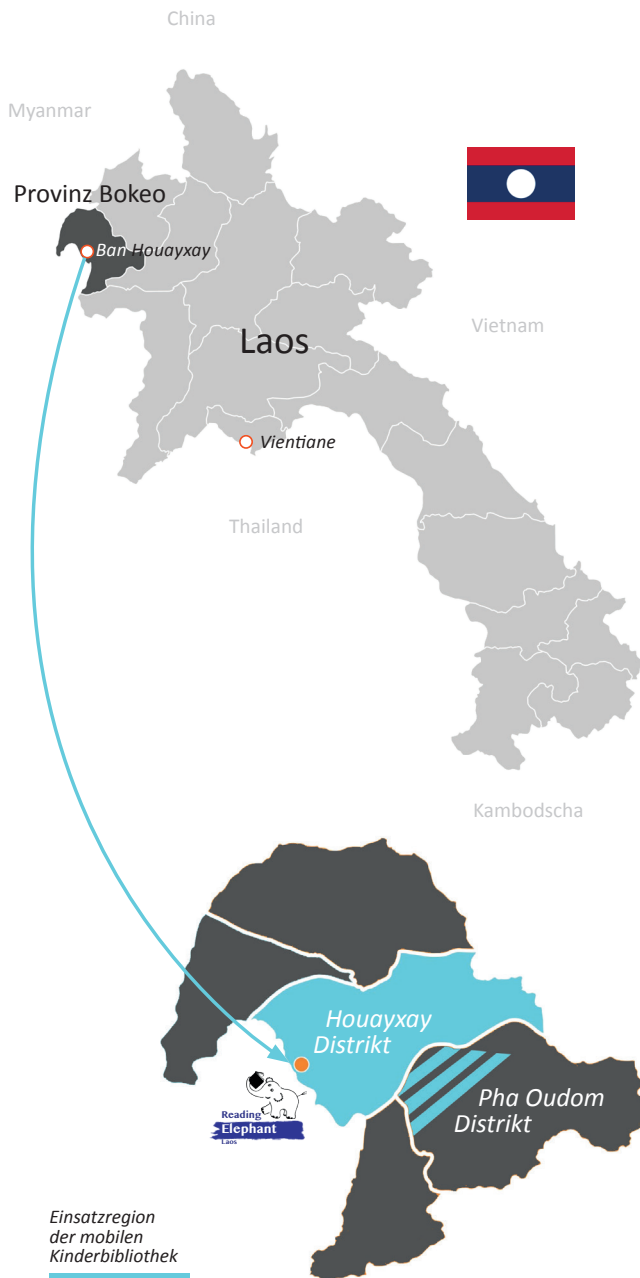 China
Myanmar
Provinz Bokeo
Ban Houayxay
Vietnam
Laos
Vientiane
Thailand
Kambodscha
Houayxay
Distrikt
Pha Oudom
Distrikt
Reading
Elephant
Laos
Einsatzregion
der mobilen
Kinderbibliothek